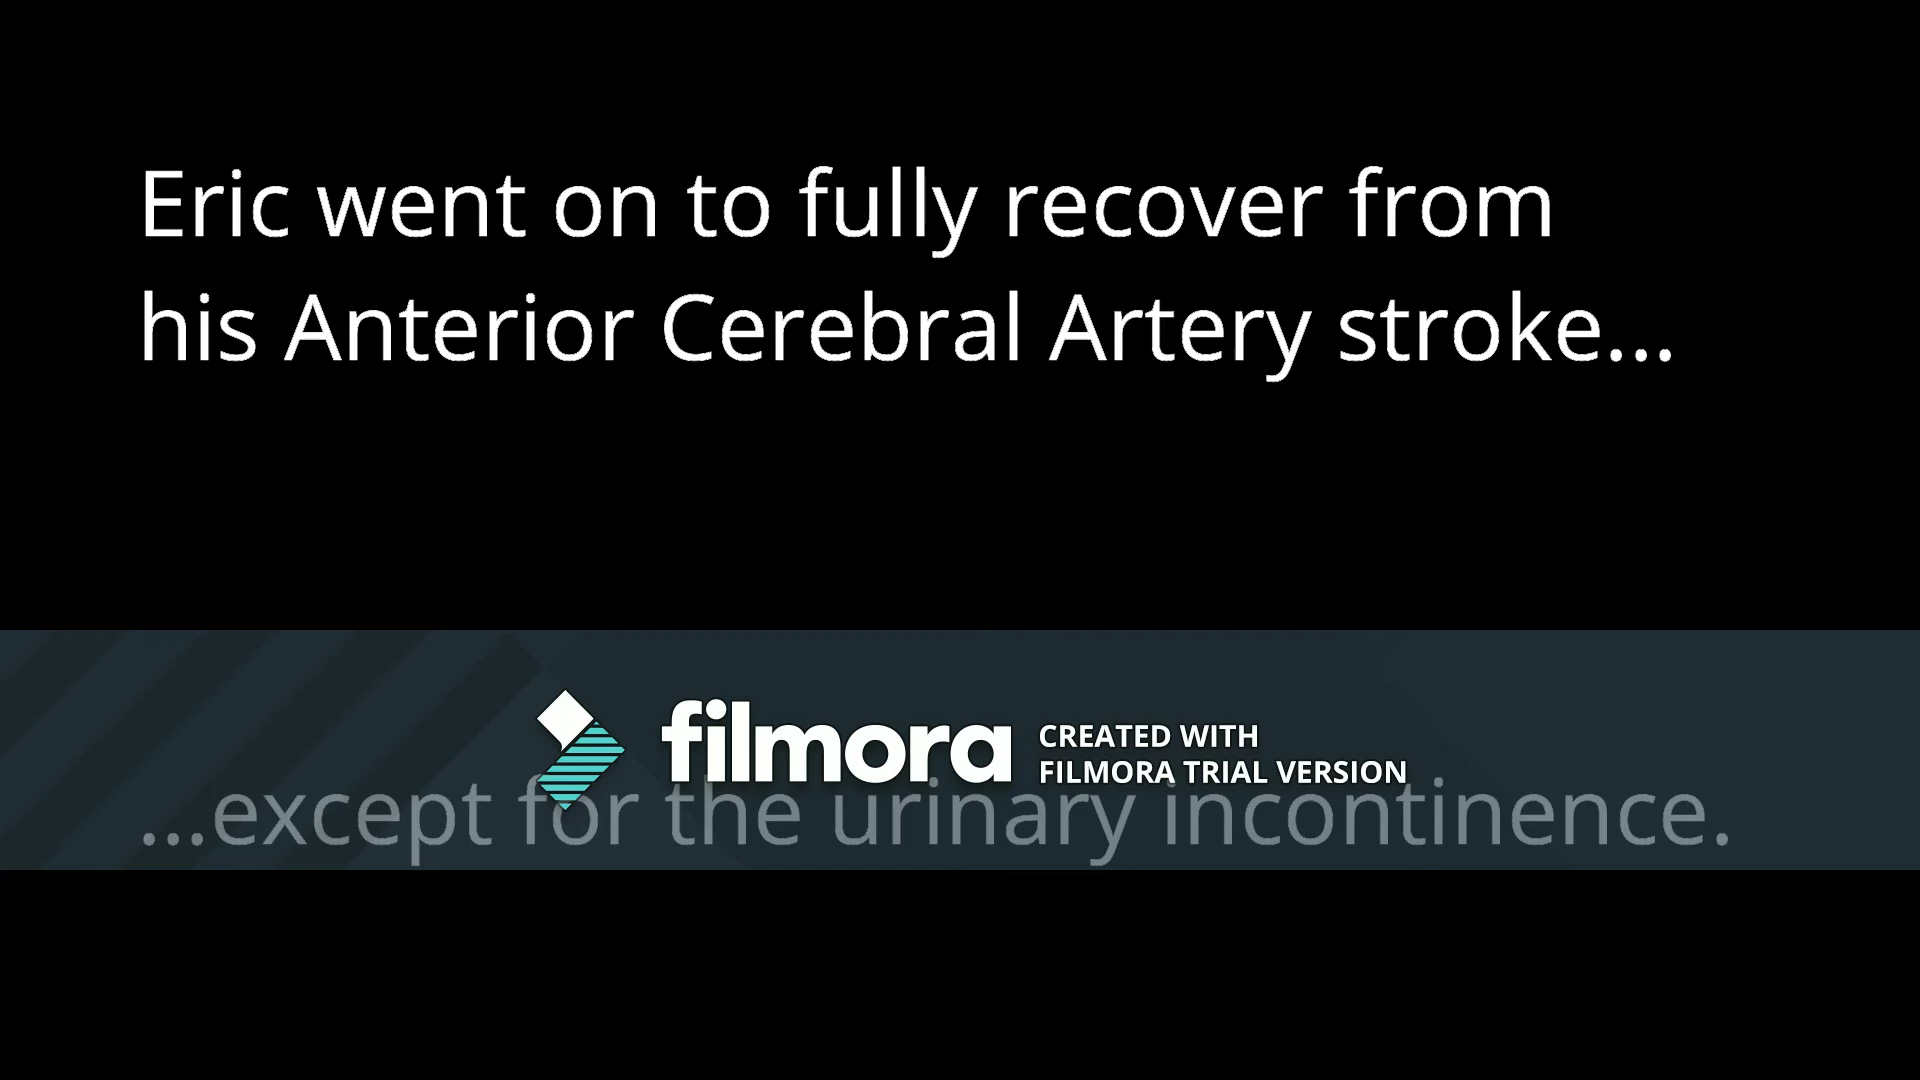 Eric went on to fully recover from
his Anterior Cerebral Artery stroke...
filmora
CREATED WITH
FILMORA TRIAL VERSION
...except for the urinary incontinence.